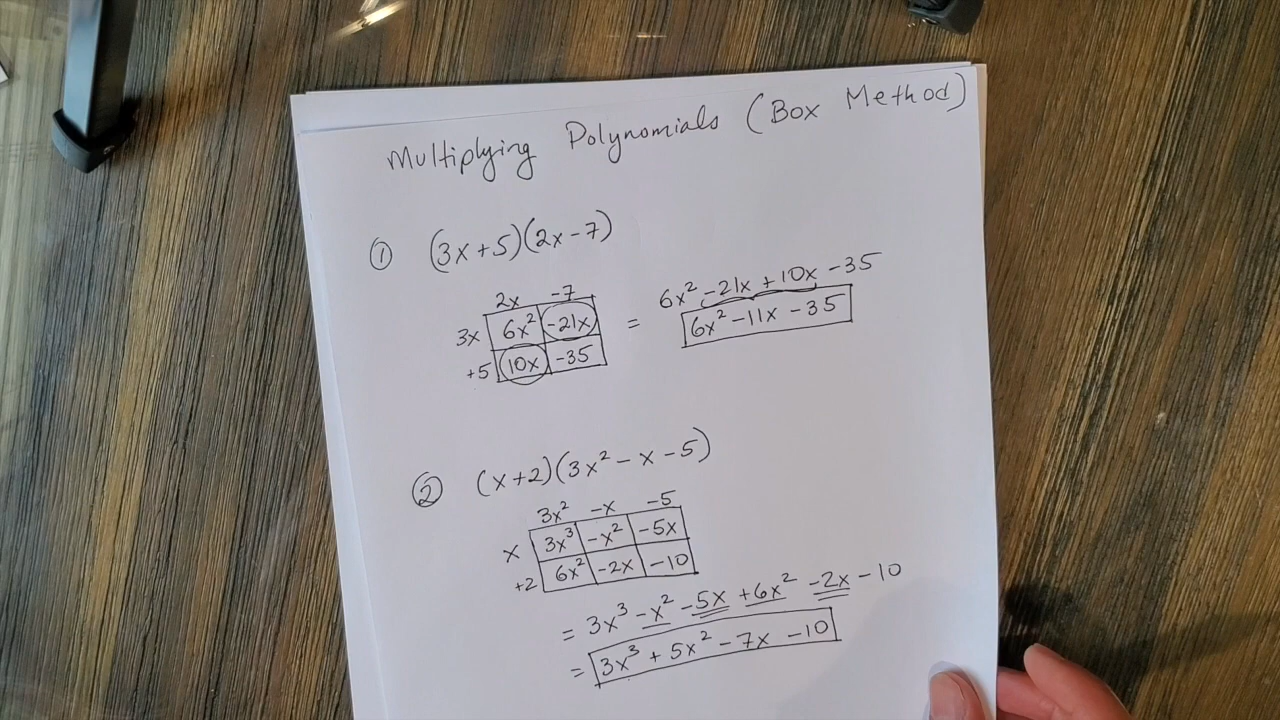 Multiplying Polynomials (Box Method)
① (3x+5)(2x-7)
2x -7
3x 6x² -21x
+5 10x -35
= 6x² -21x +10x -35
6x² -11x -35
② (x+2)(3x² - x - 5)
3x² -x -5
x 3x³ -x² -5x
+2 6x² -2x -10
= 3x³ -x² -5x +6x² -2x -10
= 3x³ + 5x² - 7x - 10